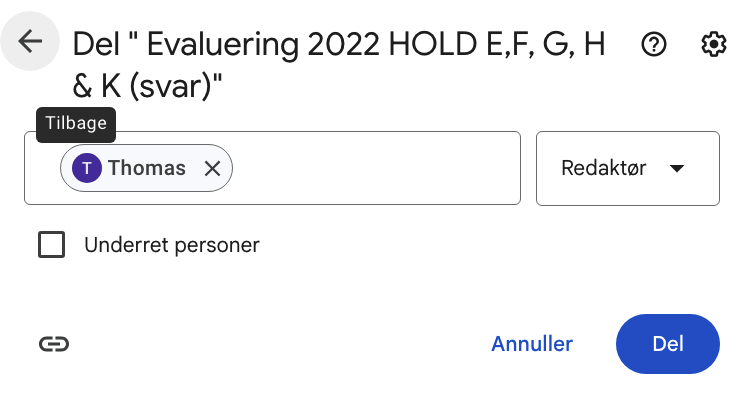 Del " Evaluering 2022 HOLD E,F, G, H
& K (svar)"
Tilbage
T Thomas
Redaktør
Underret personer
Annuller
Del